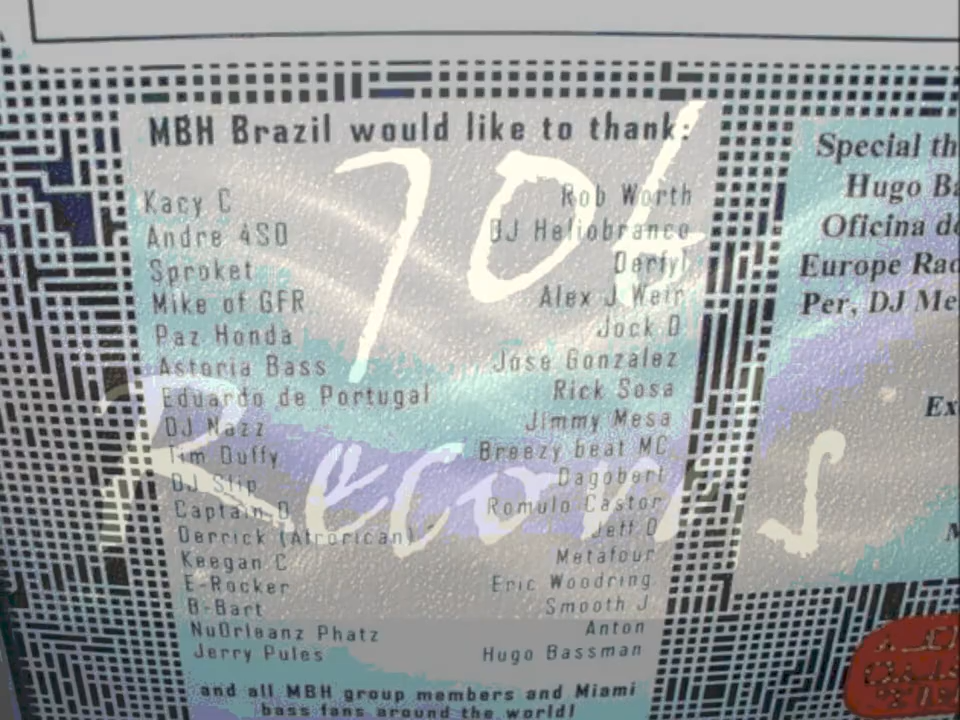 MBH Brazil would like to thank:
Kacy C
Andre 4SD
Sproket
Mike of GFR
Paz Honda
Astoria Bass
Eduardo de Portugal
DJ Nazz
Tim Duffy
DJ Slip
Captain D
Derrick (Afrorican)
Keegan C
E-Rocker
B-Bart
NuOrleanz Phatz
Jerry Pules
Rob Worth
DJ Heliobranco
Derfyl
Alex J Weir
Jock D
Jose Gonzalez
Rick Sosa
Jimmy Mesa
Breezy beat MC
Dagobert
Romulo Castor
Jeff D
Metafour
Eric Woodring
Smooth J
Anton
Hugo Bassman
and all MBH group members and Miami
bass fans around the world!
Special th
Hugo Ba
Oficina d
Europe Rad
Per, DJ Me
Ex
M
Records